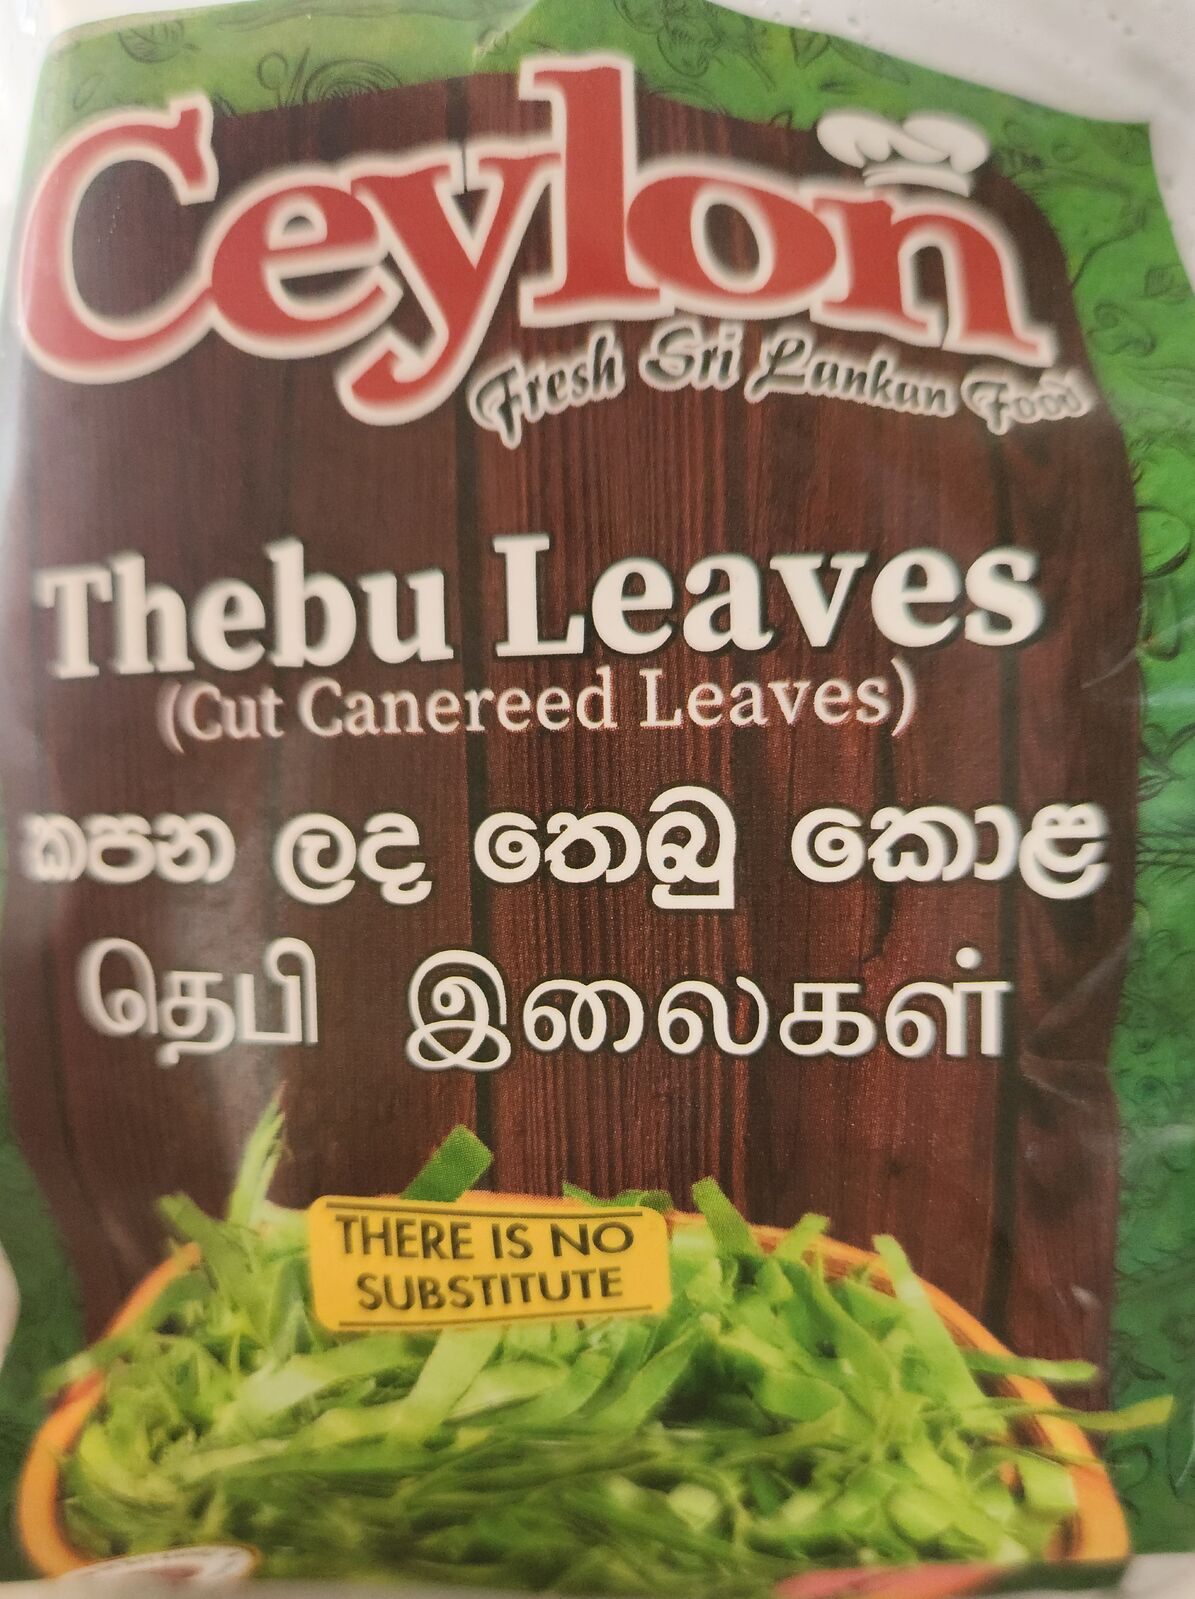 Ceylon
Fresh Sri Lankan Food
Thebu Leaves
(Cut Canereed Leaves)
කපන ලද තෙබු කොළ
தெபி இலைகள்
THERE IS NO
SUBSTITUTE